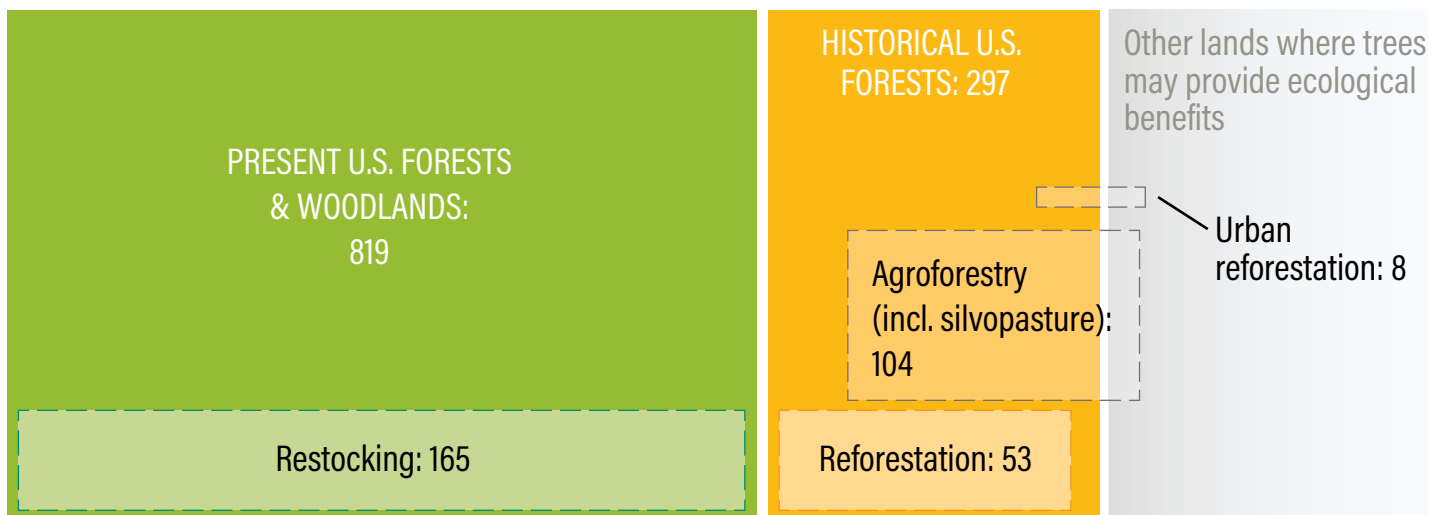 PRESENT U.S. FORESTS
& WOODLANDS:
819
Restocking: 165
HISTORICAL U.S.
FORESTS: 297
Agroforestry
(incl. silvopasture):
104
Reforestation: 53
Other lands where trees
may provide ecological
benefits
Urban
reforestation: 8